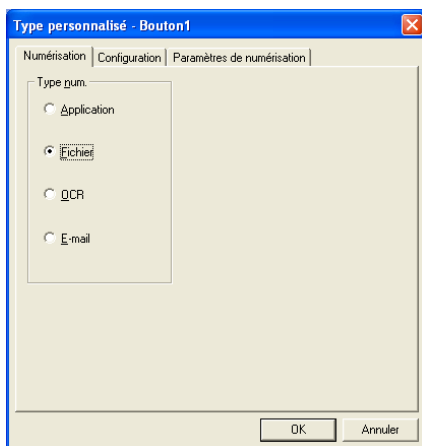 Type personnalisé - Bouton1
Numérisation Configuration Paramètres de numérisation
Type num.
Application
Fichier
OCR
E-mail
OK Annuler